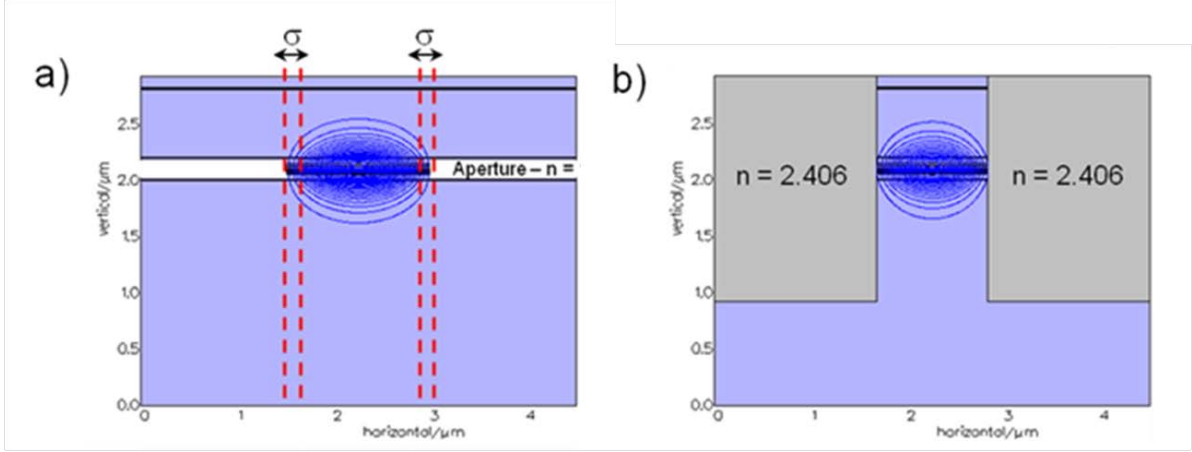 a)
σ σ
2.5
2.0
1.5
1.0
0.5
0.0
vertical/µm
0 1 2 3 4
horizontal/µm
Aperture – n =
b)
2.5
2.0
1.5
1.0
0.5
0.0
vertical/µm
0 1 2 3 4
horizontal/µm
n = 2.406 n = 2.406